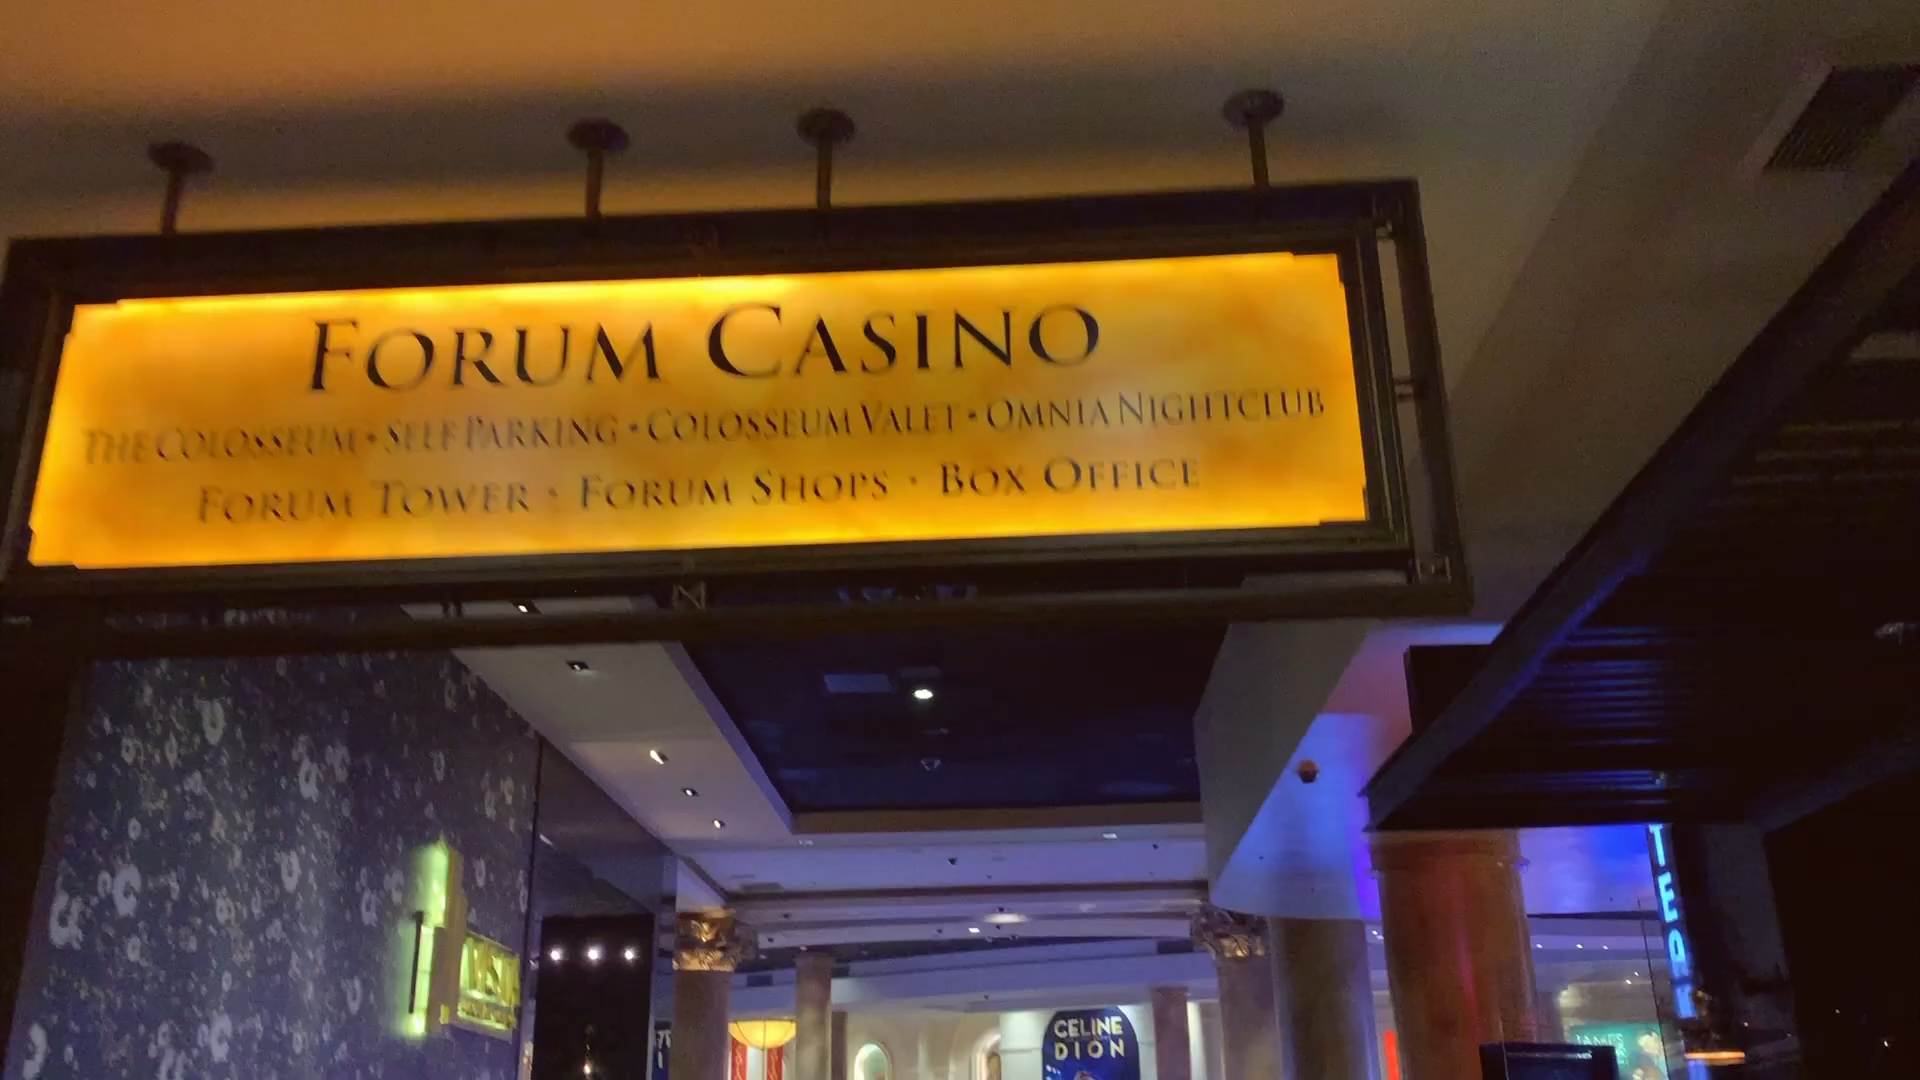 FORUM CASINO
THE COLOSSEUM • SELF PARKING • COLOSSEUM VALET • OMNIA NIGHTCLUB
FORUM TOWER • FORUM SHOPS • BOX OFFICE
CELINE
DION